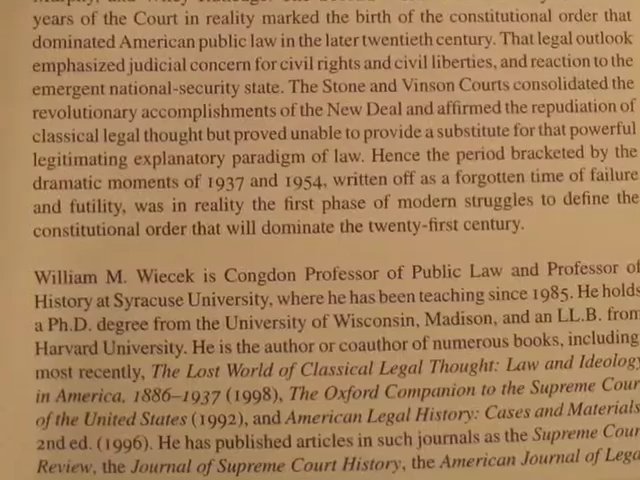 years of the Court in reality marked the birth of the constitutional order that
dominated American public law in the later twentieth century. That legal outlook
emphasized judicial concern for civil rights and civil liberties, and reaction to the
emergent national-security state. The Stone and Vinson Courts consolidated the
revolutionary accomplishments of the New Deal and affirmed the repudiation of
classical legal thought but proved unable to provide a substitute for that powerful
legitimating explanatory paradigm of law. Hence the period bracketed by the
dramatic moments of 1937 and 1954, written off as a forgotten time of failure
and futility, was in reality the first phase of modern struggles to define the
constitutional order that will dominate the twenty-first century.
William M. Wiecek is Congdon Professor of Public Law and Professor of
History at Syracuse University, where he has been teaching since 1985. He holds
a Ph.D. degree from the University of Wisconsin, Madison, and an LL.B. from
Harvard University. He is the author or coauthor of numerous books, including,
most recently, The Lost World of Classical Legal Thought: Law and Ideology
in America, 1886–1937 (1998), The Oxford Companion to the Supreme Cour
of the United States (1992), and American Legal History: Cases and Materials
2nd ed. (1996). He has published articles in such journals as the Supreme Cour
Review, the Journal of Supreme Court History, the American Journal of Lega